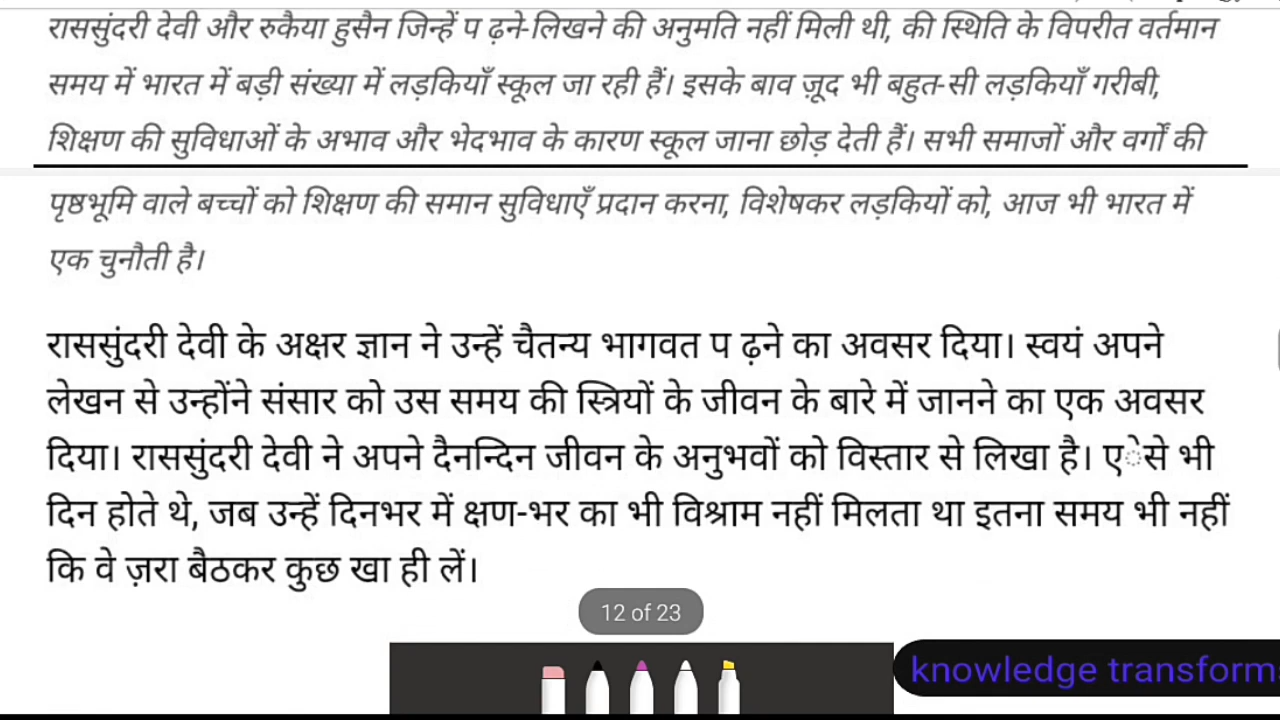 राससुंदरी देवी और रुकैया हुसैन जिन्हें प ढ़ने-लिखने की अनुमति नहीं मिली थी, की स्थिति के विपरीत वर्तमान
समय में भारत में बड़ी संख्या में लड़कियाँ स्कूल जा रही हैं। इसके बाव ज़ूद भी बहुत-सी लड़कियाँ गरीबी,
शिक्षण की सुविधाओं के अभाव और भेदभाव के कारण स्कूल जाना छोड़ देती हैं। सभी समाजों और वर्गों की
पृष्ठभूमि वाले बच्चों को शिक्षण की समान सुविधाएँ प्रदान करना, विशेषकर लड़कियों को, आज भी भारत में
एक चुनौती है।
राससुंदरी देवी के अक्षर ज्ञान ने उन्हें चैतन्य भागवत प ढ़ने का अवसर दिया। स्वयं अपने
लेखन से उन्होंने संसार को उस समय की स्त्रियों के जीवन के बारे में जानने का एक अवसर
दिया। राससुंदरी देवी ने अपने दैनन्दिन जीवन के अनुभवों को विस्तार से लिखा है। एेसे भी
दिन होते थे, जब उन्हें दिनभर में क्षण-भर का भी विश्राम नहीं मिलता था इतना समय भी नहीं
कि वे ज़रा बैठकर कुछ खा ही लें।
12 of 23
knowledge transform